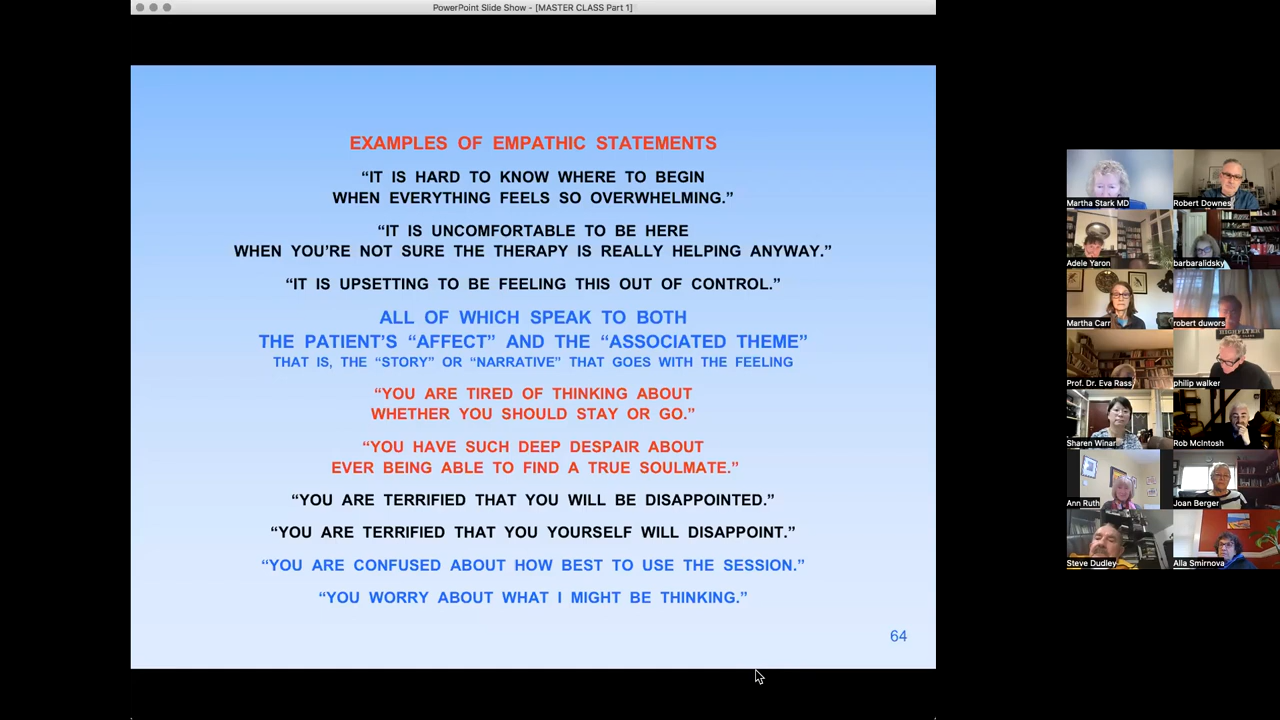 PowerPoint Slide Show - [MASTER CLASS Part 1]
EXAMPLES OF EMPATHIC STATEMENTS
“IT IS HARD TO KNOW WHERE TO BEGIN
WHEN EVERYTHING FEELS SO OVERWHELMING.”
“IT IS UNCOMFORTABLE TO BE HERE
WHEN YOU’RE NOT SURE THE THERAPY IS REALLY HELPING ANYWAY.”
“IT IS UPSETTING TO BE FEELING THIS OUT OF CONTROL.”
ALL OF WHICH SPEAK TO BOTH
THE PATIENT’S “AFFECT” AND THE “ASSOCIATED THEME”
THAT IS, THE “STORY” OR “NARRATIVE” THAT GOES WITH THE FEELING
“YOU ARE TIRED OF THINKING ABOUT
WHETHER YOU SHOULD STAY OR GO.”
“YOU HAVE SUCH DEEP DESPAIR ABOUT
EVER BEING ABLE TO FIND A TRUE SOULMATE.”
“YOU ARE TERRIFIED THAT YOU WILL BE DISAPPOINTED.”
“YOU ARE TERRIFIED THAT YOU YOURSELF WILL DISAPPOINT.”
“YOU ARE CONFUSED ABOUT HOW BEST TO USE THE SESSION.”
“YOU WORRY ABOUT WHAT I MIGHT BE THINKING.”
64
Martha Stark MD
Robert Downes
Adele Yaron
barbaralidsky
Martha Carr
robert duwors
HIGHFLYER
Prof. Dr. Eva Rass
philip walker
Sharen Winar
Rob McIntosh
Ann Ruth
Joan Berger
Steve Dudley
Alla Smirnova